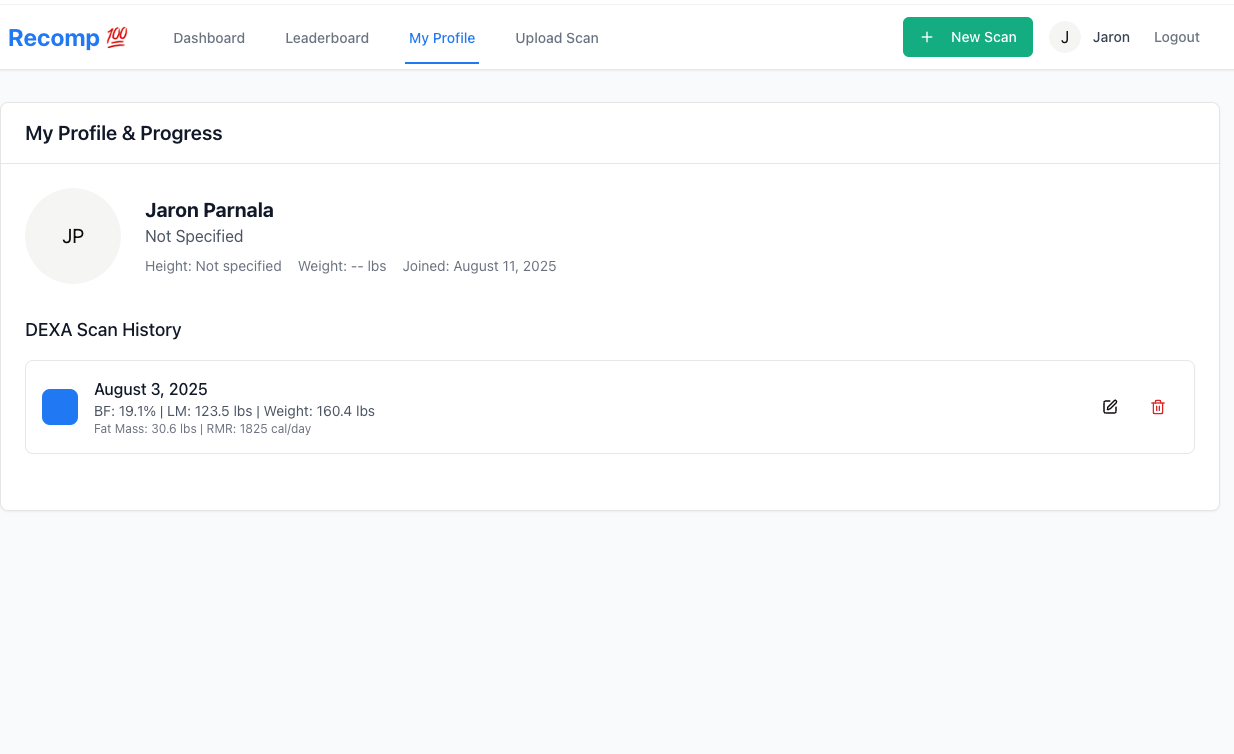 Recomp 💯 Dashboard Leaderboard My Profile Upload Scan + New Scan J Jaron Logout
My Profile & Progress
JP
Jaron Parnala
Not Specified
Height: Not specified Weight: -- lbs Joined: August 11, 2025
DEXA Scan History
August 3, 2025
BF: 19.1% | LM: 123.5 lbs | Weight: 160.4 lbs
Fat Mass: 30.6 lbs | RMR: 1825 cal/day